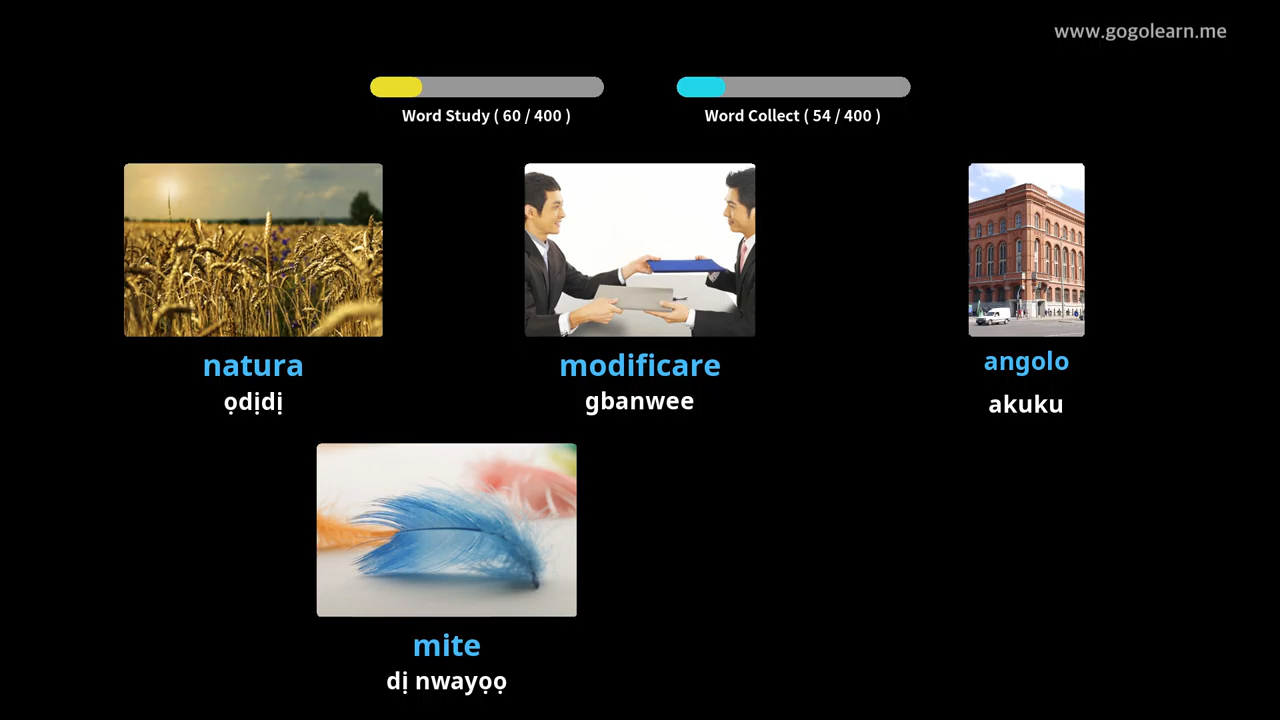 www.gogolearn.me
Word Study ( 60 / 400 )
Word Collect ( 54 / 400 )
natura
ọdịdị
modificare
gbanwee
angolo
akuku
mite
dị nwayọọ